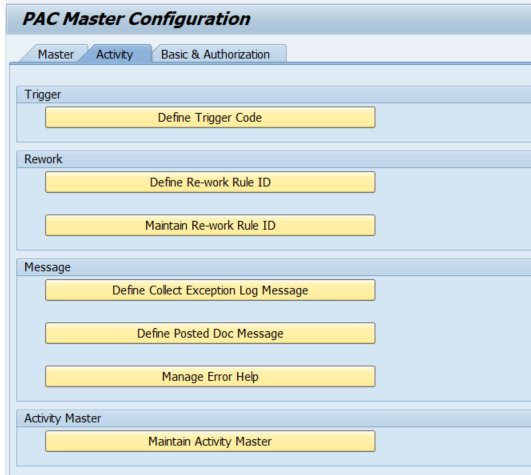 PAC Master Configuration
Master Activity Basic & Authorization
Trigger
Define Trigger Code
Rework
Define Re-work Rule ID
Maintain Re-work Rule ID
Message
Define Collect Exception Log Message
Define Posted Doc Message
Manage Error Help
Activity Master
Maintain Activity Master